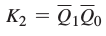 K₂ = Q̅₁Q̅₀